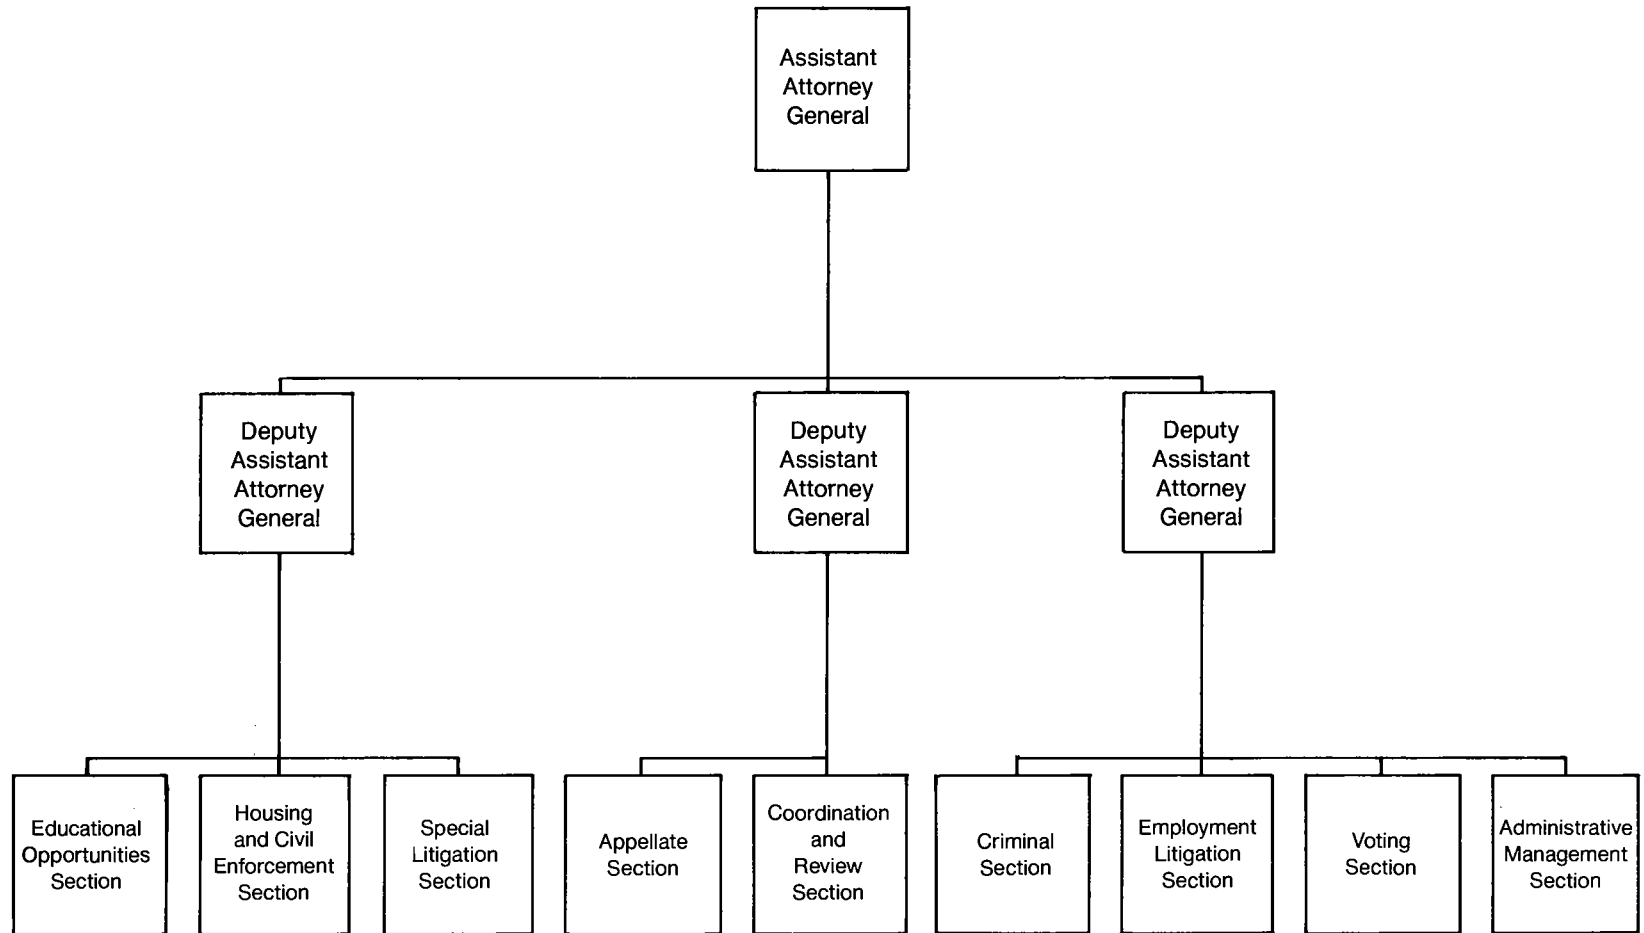 Assistant
Attorney
General
Deputy
Assistant
Attorney
General
Deputy
Assistant
Attorney
General
Deputy
Assistant
Attorney
General
Educational
Opportunities
Section
Housing
and Civil
Enforcement
Section
Special
Litigation
Section
Appellate
Section
Coordination
and
Review
Section
Criminal
Section
Employment
Litigation
Section
Voting
Section
Administrative
Management
Section